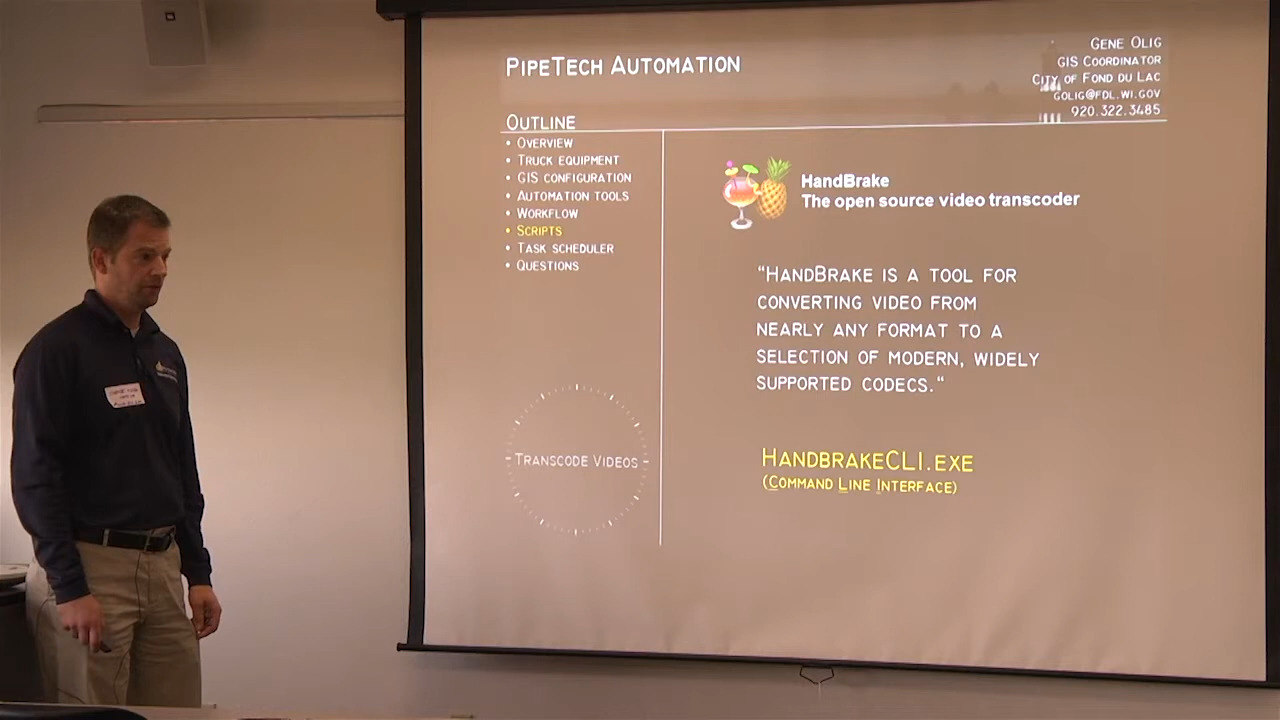 PIPETECH AUTOMATION
GENE OLIG
GIS COORDINATOR
CITY OF FOND DU LAC
GOLIG@FDL.WI.GOV
920.322.3485
OUTLINE
• OVERVIEW
• TRUCK EQUIPMENT
• GIS CONFIGURATION
• AUTOMATION TOOLS
• WORKFLOW
• SCRIPTS
• TASK SCHEDULER
• QUESTIONS
TRANSCODE VIDEOS
HandBrake
The open source video transcoder
"HANDBRAKE IS A TOOL FOR
CONVERTING VIDEO FROM
NEARLY ANY FORMAT TO A
SELECTION OF MODERN, WIDELY
SUPPORTED CODECS."
HANDBRAKECLI.EXE
(COMMAND LINE INTERFACE)